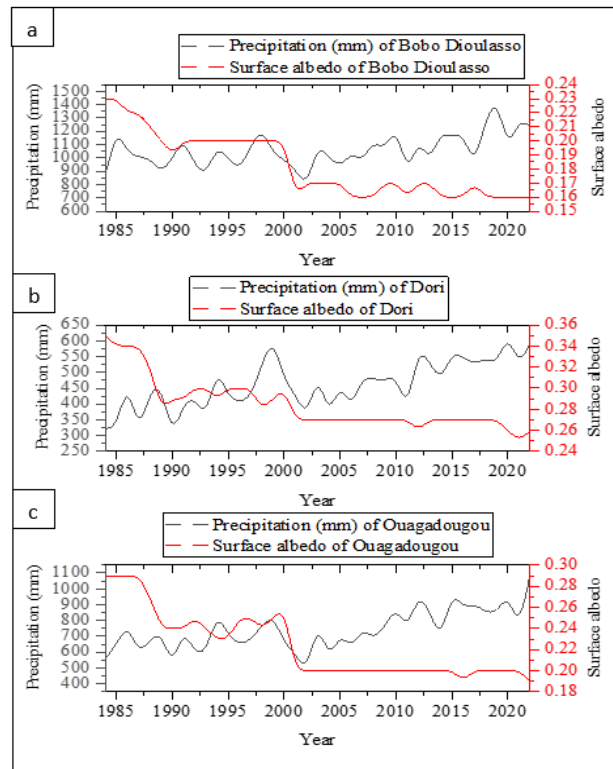 a
Precipitation (mm) of Bobo Dioulasso
Surface albedo of Bobo Dioulasso
Precipitation (mm)
1500
1400
1300
1200
1100
1000
900
800
700
600
0.23
0.22
0.21
0.20
0.19
0.18
0.17
0.16
0.15
Surface albedo
1985 1990 1995 2000 2005 2010 2015 2020
Year
b
Precipitation (mm) of Dori
Surface albedo of Dori
Precipitation (mm)
650
600
550
500
450
400
350
300
250
0.36
0.34
0.32
0.30
0.28
0.26
0.24
Surface albedo
1985 1990 1995 2000 2005 2010 2015 2020
Year
c
Precipitation (mm) of Ouagadougou
Surface albedo of Ouagadougou
Precipitation (mm)
1100
1000
900
800
700
600
500
400
0.30
0.28
0.26
0.24
0.22
0.20
0.18
Surface albedo
1985 1990 1995 2000 2005 2010 2015 2020
Year